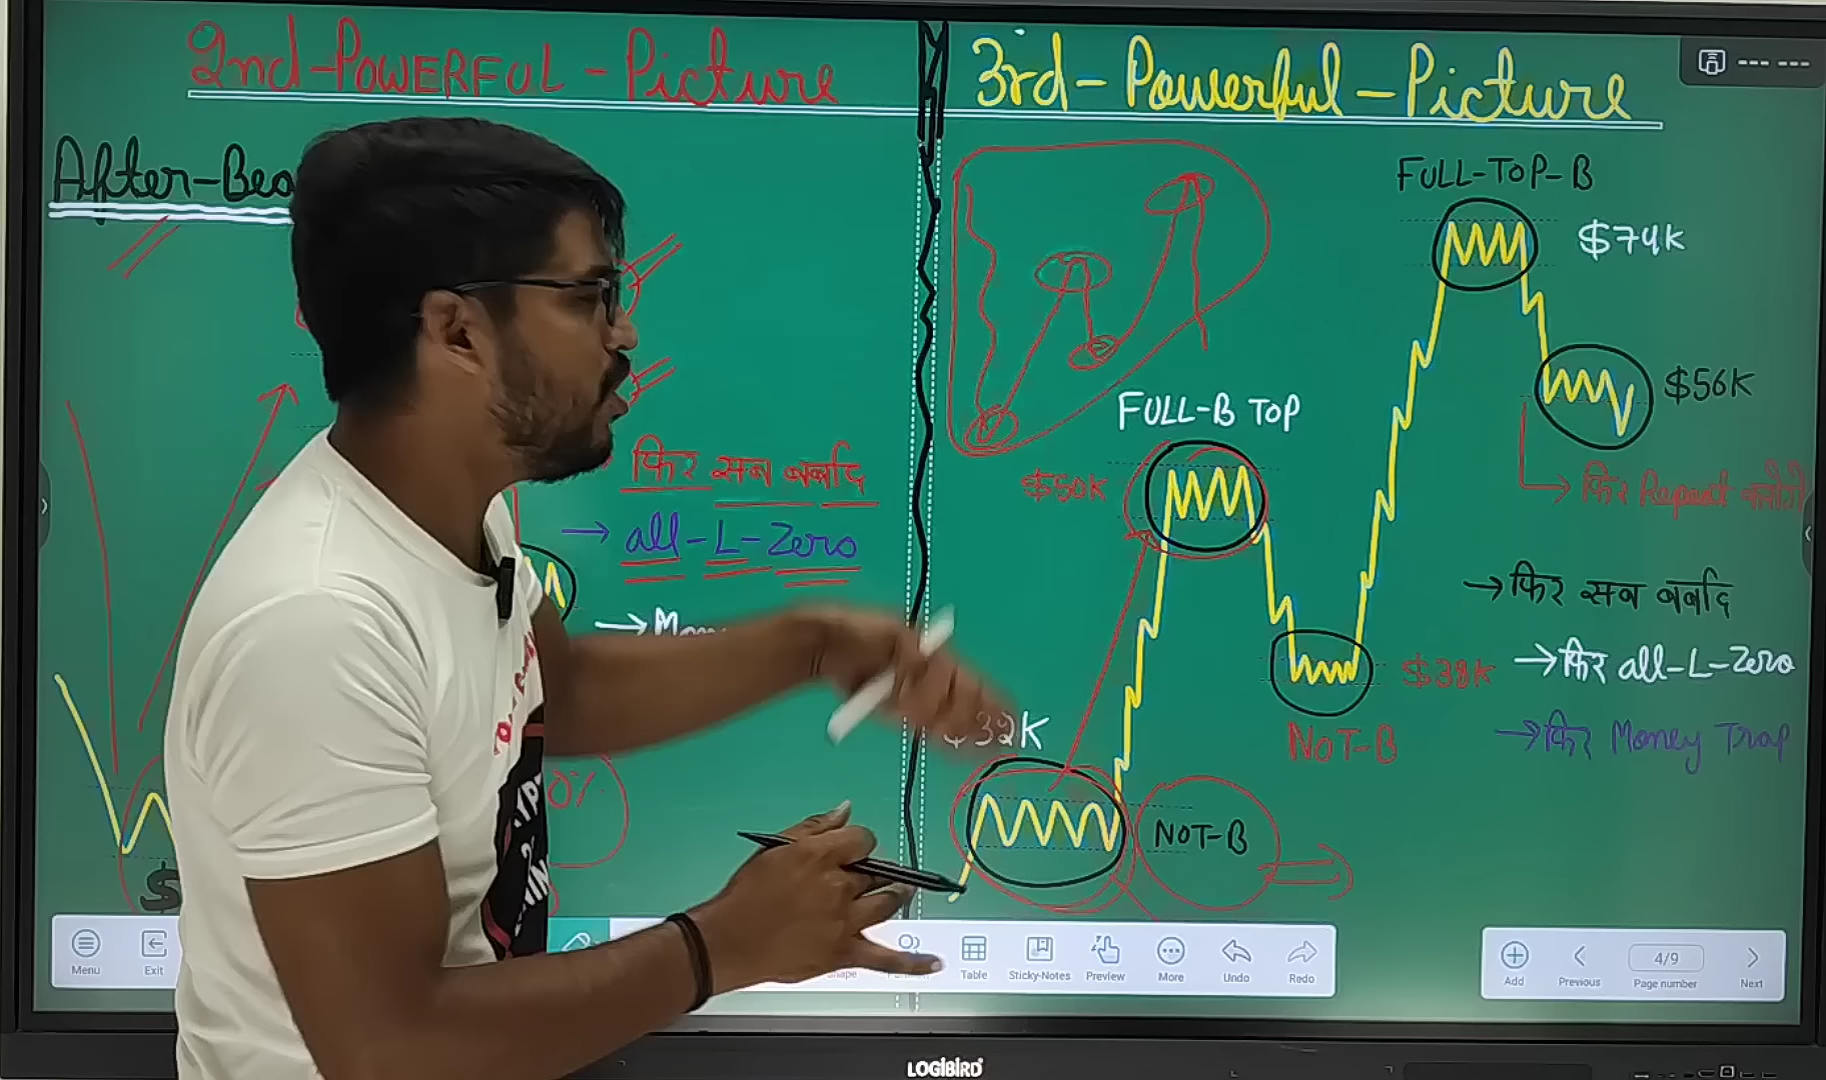 2nd-POWERFUL-Picture
After-Bea
फिर सब बर्बाद
→ all-L-Zero
→ Mon
0%
$
3rd-Powerful-Picture
FULL-TOP-B
$74K
$56K
फिर Repeat करेंगे
FULL-B TOP
$50K
→ फिर सब बर्बाद
→ फिर all-L-Zero
→ फिर Money Trap
$38K
NOT-B
$32K
NOT-B
Menu
Exit
Table
Sticky-Notes
Preview
More
Undo
Redo
Add
Previous
4/9
Page number
Next
LOGIBIRD